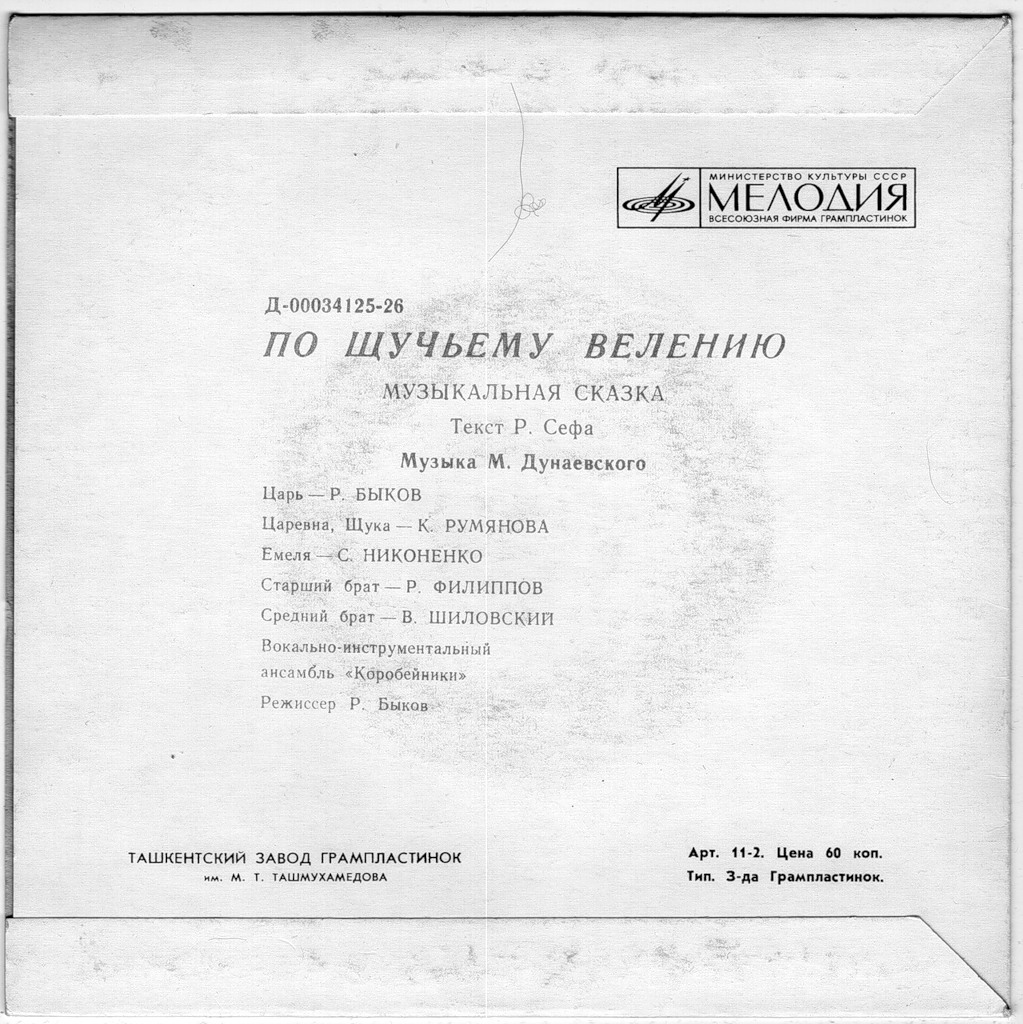 МИНИСТЕРСТВО КУЛЬТУРЫ СССР
МЕЛОДИЯ
ВСЕСОЮЗНАЯ ФИРМА ГРАМПЛАСТИНОК
Д-00034125-26
ПО ЩУЧЬЕМУ ВЕЛЕНИЮ
МУЗЫКАЛЬНАЯ СКАЗКА
Текст Р. Сефа
Музыка М. Дунаевского
Царь — Р. БЫКОВ
Царевна, Щука — К. РУМЯНОВА
Емеля — С. НИКОНЕНКО
Старший брат — Р. ФИЛИППОВ
Средний брат — В. ШИЛОВСКИЙ
Вокально-инструментальный
ансамбль «Коробейники»
Режиссер Р. Быков
ТАШКЕНТСКИЙ ЗАВОД ГРАМПЛАСТИНОК
им. М. Т. ТАШМУХАМЕДОВА
Арт. 11-2. Цена 60 коп.
Тип. З-да Грампластинок.